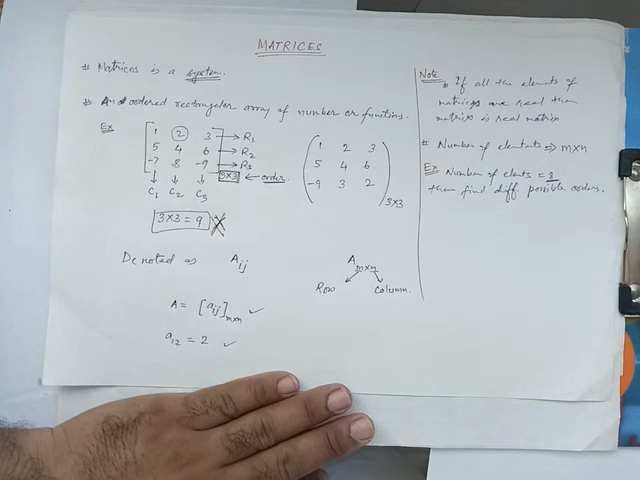 MATRICES
# Matrices is a system.
# An ordered rectangular array of number or functions.
Ex
1 2 3 → R1
5 4 6 → R2
-7 8 -9 → R3
3×3 ← order
C1 C2 C3
1 2 3
5 4 6
-9 3 2
3×3
3×3 = 9
Denoted as Aij
A m×n
Row Column
A = [aij] m×n ✓
a12 = 2 ✓
Note
# If all the elements of
matrices are real then
matrix is real matrix
# Number of elements ⇒ m×n
Ex Number of elents = 8
then find diff possible orders.